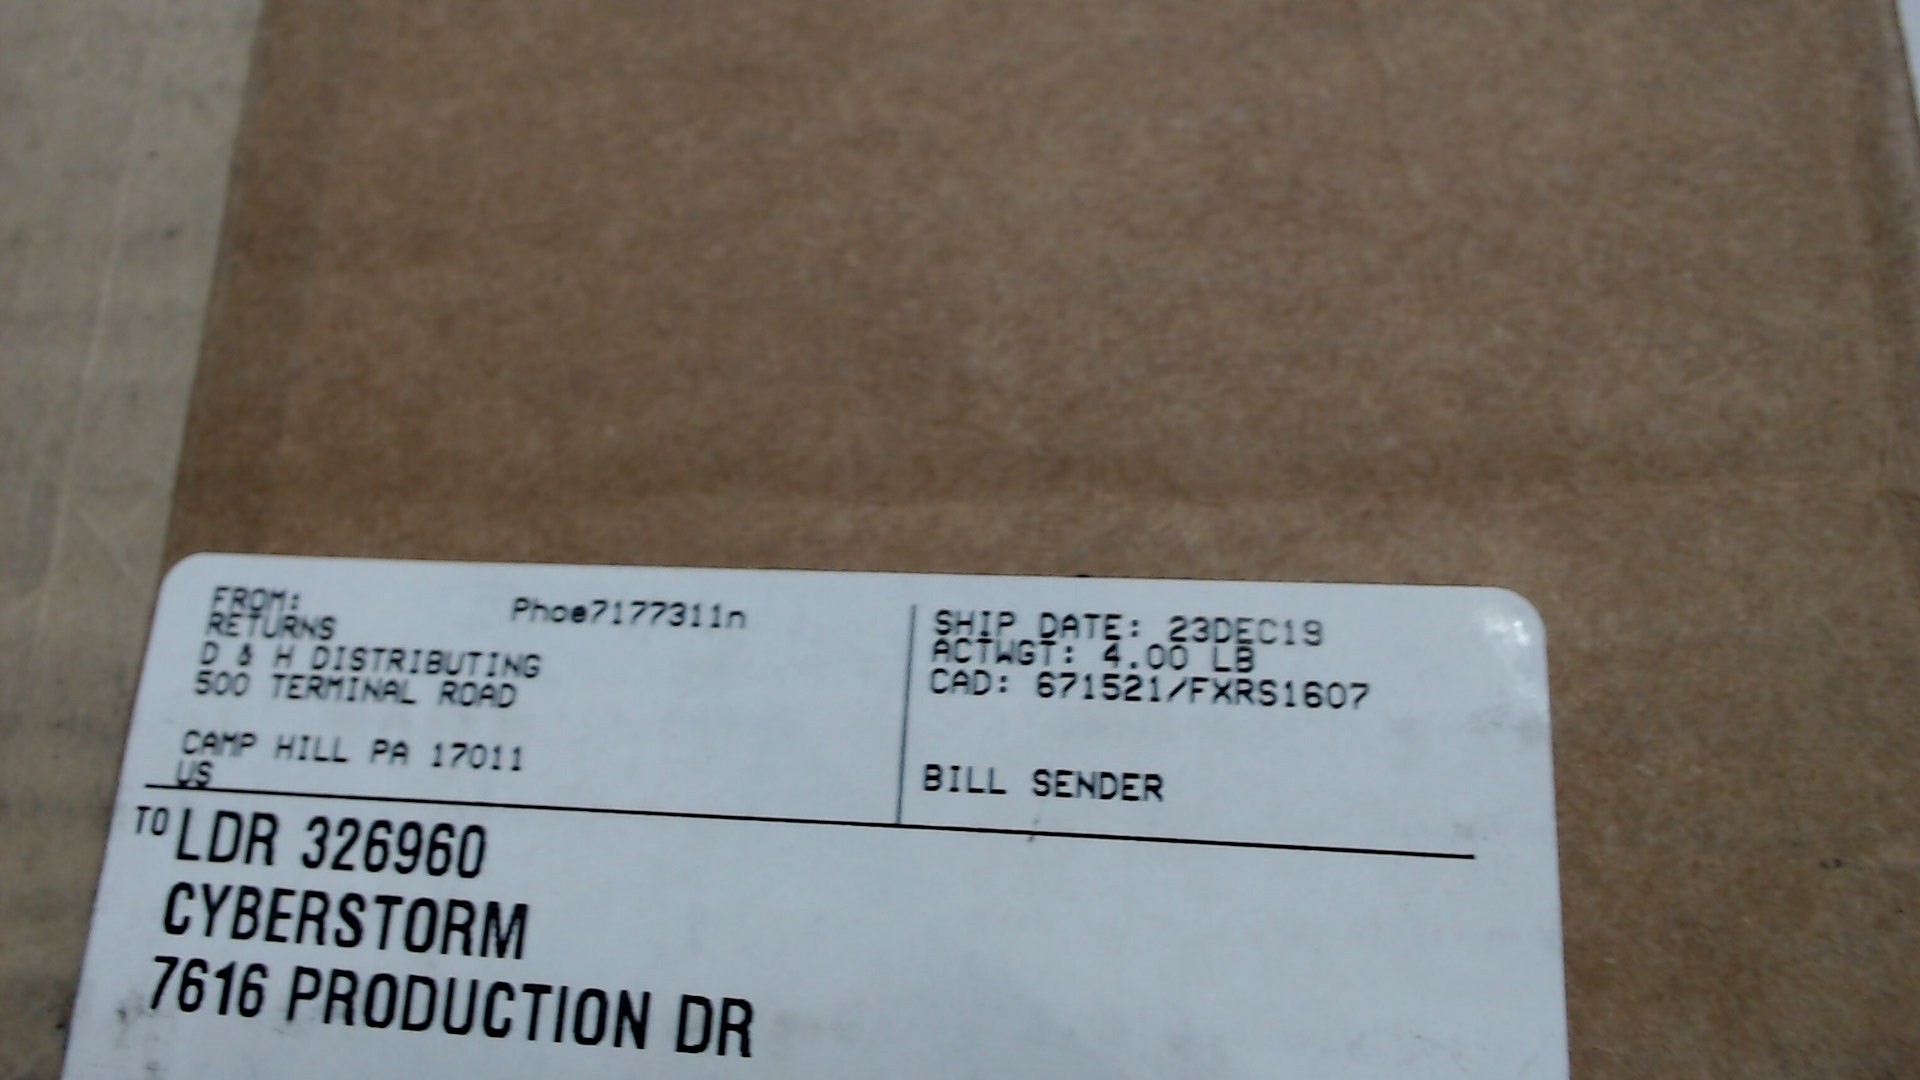 FROM:
Phoe7177311n
RETURNS
D & H DISTRIBUTING
500 TERMINAL ROAD
CAMP HILL PA 17011
US
SHIP DATE: 23DEC19
ACTWGT: 4.00 LB
CAD: 671521/FXRS1607
BILL SENDER
TO LDR 326960
CYBERSTORM
7616 PRODUCTION DR